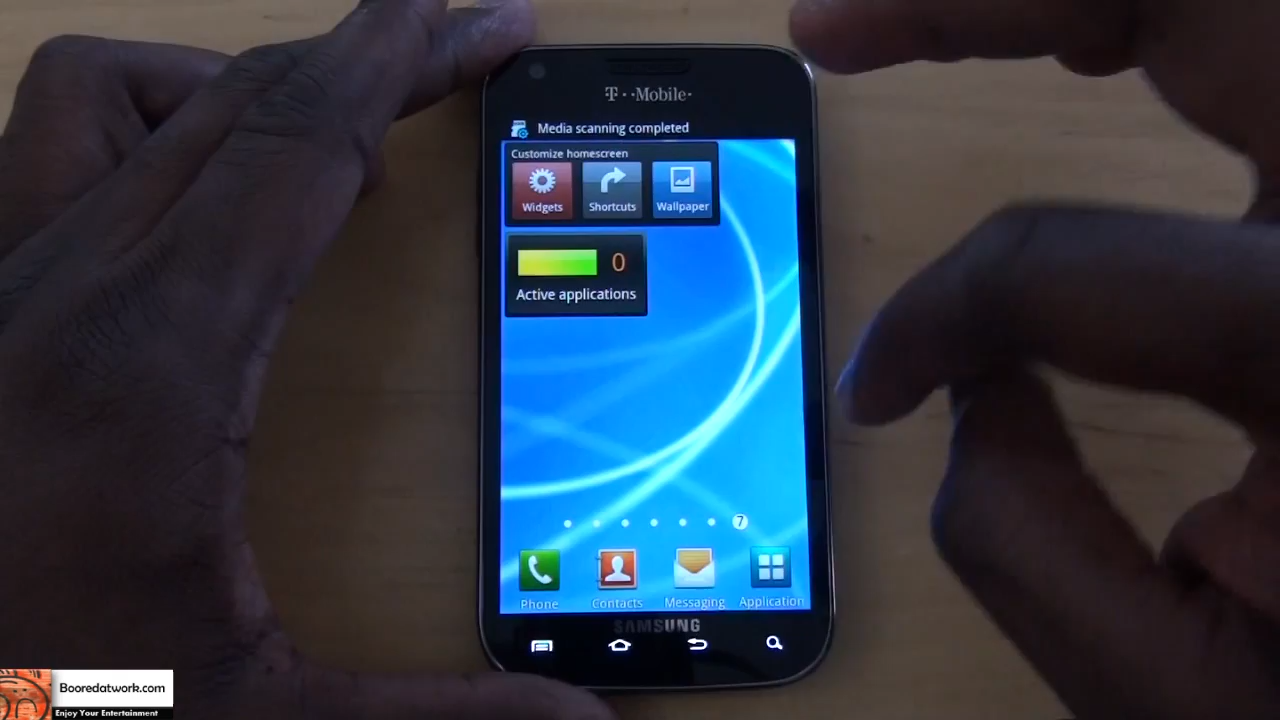 T··Mobile·
Media scanning completed
Customize homescreen
Widgets
Shortcuts
Wallpaper
0
Active applications
7
Phone
Contacts
Messaging
Application
SAMSUNG
Booredatwork.com
Enjoy Your Entertainment